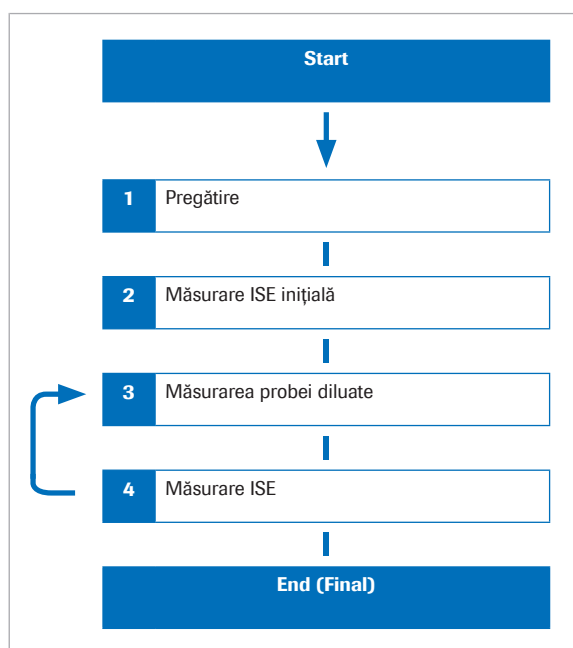 Start
1 Pregătire
2 Măsurare ISE inițială
3 Măsurarea probei diluate
4 Măsurare ISE
End (Final)